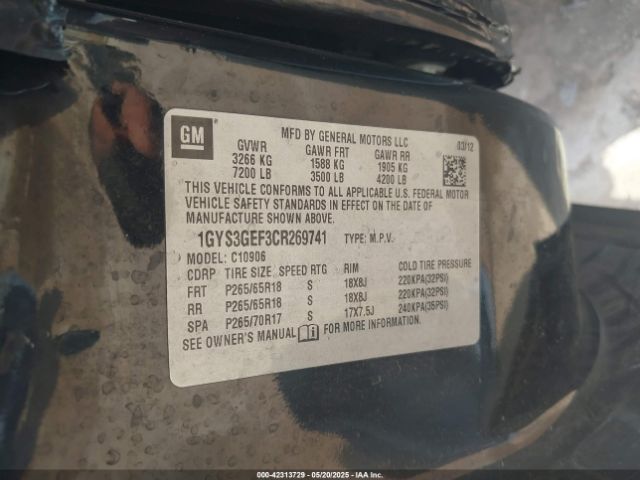 GM
MFD BY GENERAL MOTORS LLC
03/12
GVWR GAWR FRT GAWR RR
3266 KG 1588 KG 1905 KG
7200 LB 3500 LB 4200 LB
THIS VEHICLE CONFORMS TO ALL APPLICABLE U.S. FEDERAL MOTOR
VEHICLE SAFETY STANDARDS IN EFFECT ON THE DATE OF
MANUFACTURE SHOWN ABOVE.
1GYS3GEF3CR269741 TYPE: M.P.V.
MODEL: C10906
CORP TIRE SIZE SPEED RTG RIM COLD TIRE PRESSURE
FRT P265/65R18 S 18X8J 220KPA(32PSI)
RR P265/65R18 S 18X8J 220KPA(32PSI)
SPA P265/70R17 S 17X7.5J 240KPA(35PSI)
SEE OWNER'S MANUAL FOR MORE INFORMATION.
000-42313729 — 05/20/2025 — IAA Inc.